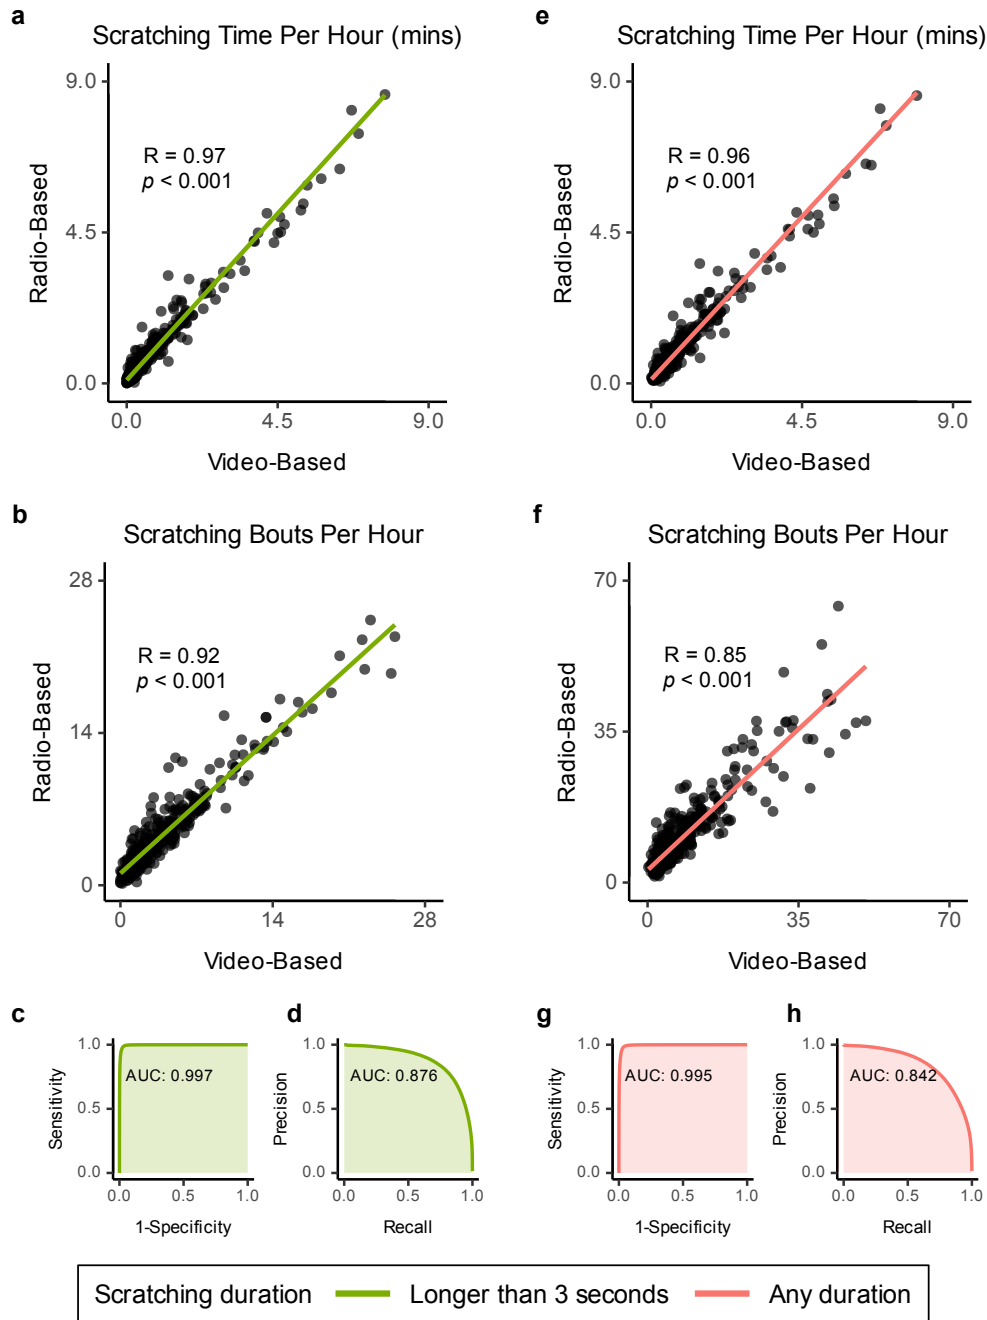 a
Scratching Time Per Hour (mins)
9.0
4.5
0.0
Radio-Based
R = 0.97
p < 0.001
0.0 4.5 9.0
Video-Based
e
Scratching Time Per Hour (mins)
9.0
4.5
0.0
Radio-Based
R = 0.96
p < 0.001
0.0 4.5 9.0
Video-Based
b
Scratching Bouts Per Hour
28
14
0
Radio-Based
R = 0.92
p < 0.001
0 14 28
Video-Based
f
Scratching Bouts Per Hour
70
35
0
Radio-Based
R = 0.85
p < 0.001
0 35 70
Video-Based
c
1.0
0.5
0.0
Sensitivity
AUC: 0.997
0.0 0.5 1.0
1-Specificity
d
1.0
0.5
0.0
Precision
AUC: 0.876
0.0 0.5 1.0
Recall
g
1.0
0.5
0.0
Sensitivity
AUC: 0.995
0.0 0.5 1.0
1-Specificity
h
1.0
0.5
0.0
Precision
AUC: 0.842
0.0 0.5 1.0
Recall
Scratching duration Longer than 3 seconds Any duration